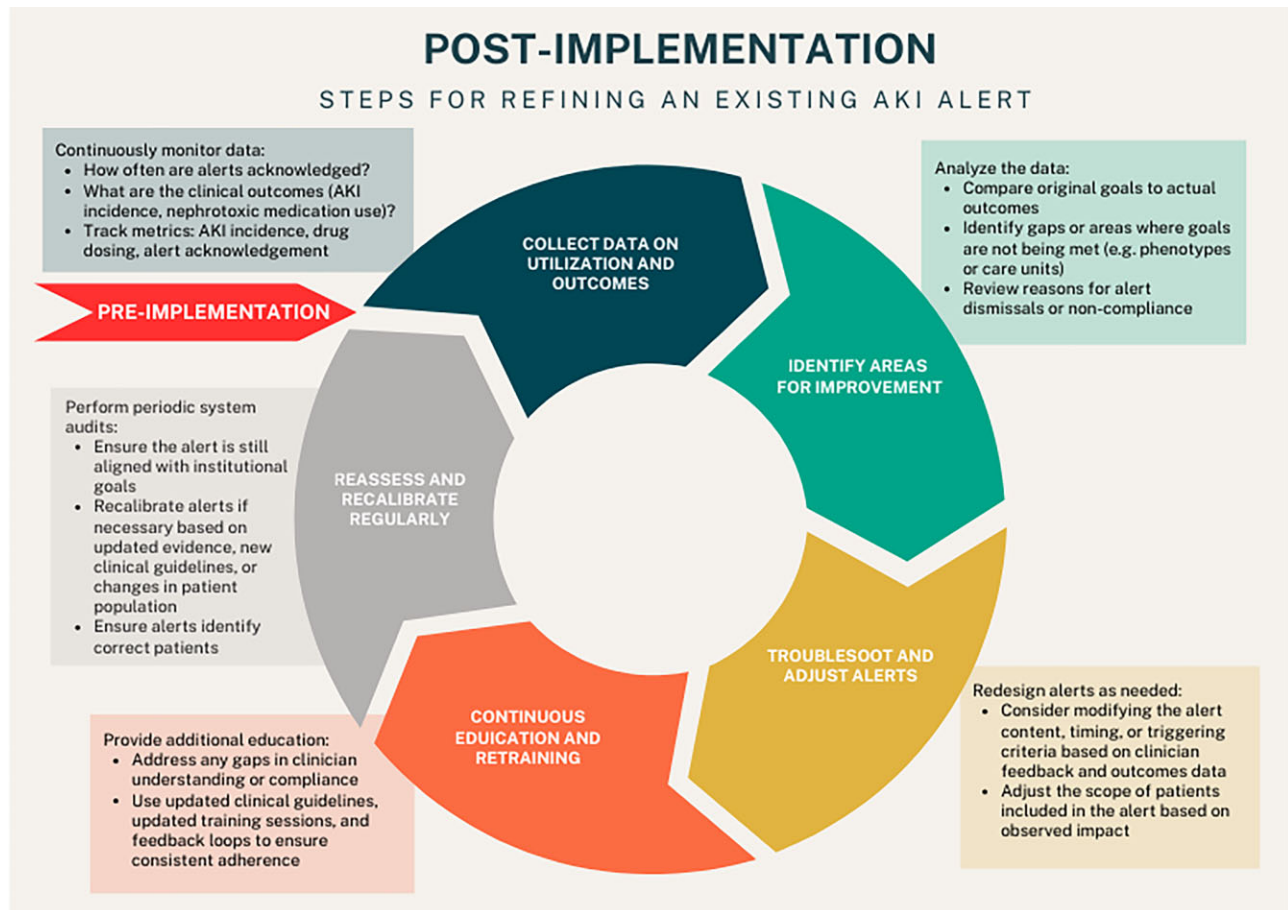 POST-IMPLEMENTATION
STEPS FOR REFINING AN EXISTING AKI ALERT
Continuously monitor data:
• How often are alerts acknowledged?
• What are the clinical outcomes (AKI
incidence, nephrotoxic medication use)?
• Track metrics: AKI incidence, drug
dosing, alert acknowledgement
PRE-IMPLEMENTATION
COLLECT DATA ON
UTILIZATION AND
OUTCOMES
Analyze the data:
• Compare original goals to actual
outcomes
• Identify gaps or areas where goals
are not being met (e.g. phenotypes
or care units)
• Review reasons for alert
dismissals or non-compliance
IDENTIFY AREAS
FOR IMPROVEMENT
TROUBLESOOT AND
ADJUST ALERTS
Redesign alerts as needed:
• Consider modifying the alert
content, timing, or triggering
criteria based on clinician
feedback and outcomes data
• Adjust the scope of patients
included in the alert based on
observed impact
CONTINUOUS
EDUICATION AND
RETRAINING
Provide additional education:
• Address any gaps in clinician
understanding or compliance
• Use updated clinical guidelines,
updated training sessions, and
feedback loops to ensure
consistent adherence
REASSESS AND
RECALIBRATE
REGULARLY
Perform periodic system
audits:
• Ensure the alert is still
aligned with institutional
goals
• Recalibrate alerts if
necessary based on
updated evidence, new
clinical guidelines, or
changes in patient
population
• Ensure alerts identify
correct patients